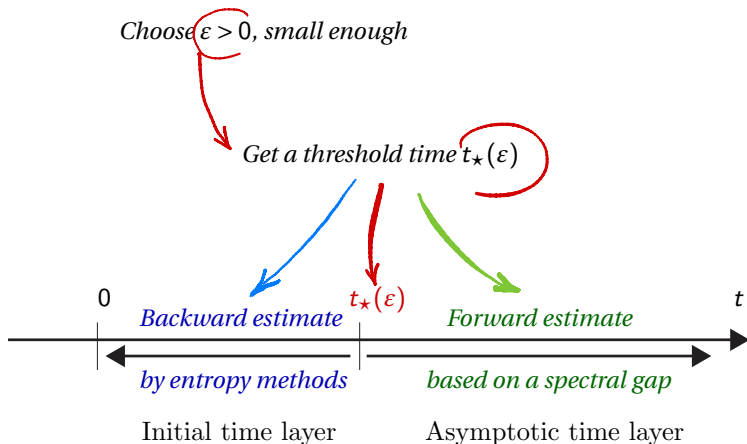 Choose ε > 0, small enough
Get a threshold time t⋆(ε)
0 t⋆(ε) t
Backward estimate Forward estimate
by entropy methods based on a spectral gap
Initial time layer Asymptotic time layer